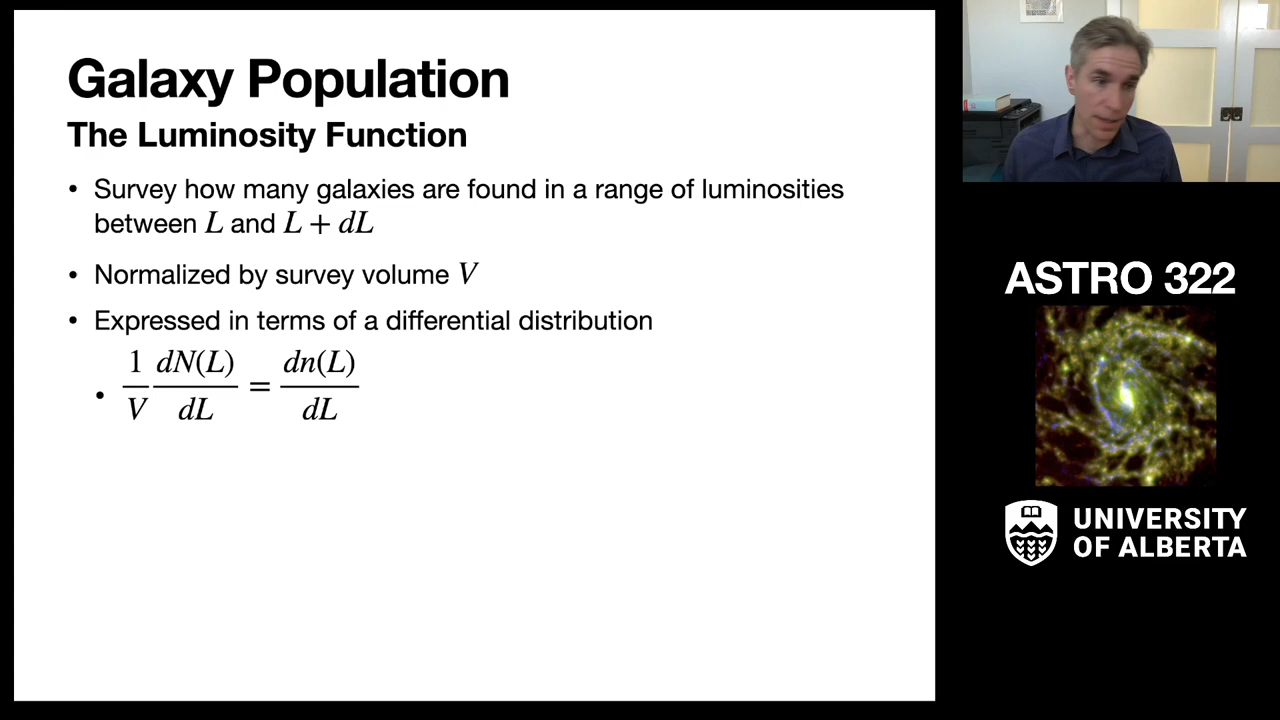 Galaxy Population
The Luminosity Function
• Survey how many galaxies are found in a range of luminosities
between L and L + dL
• Normalized by survey volume V
• Expressed in terms of a differential distribution
• 1/V dN(L)/dL = dn(L)/dL
ASTRO 322
UNIVERSITY
OF ALBERTA